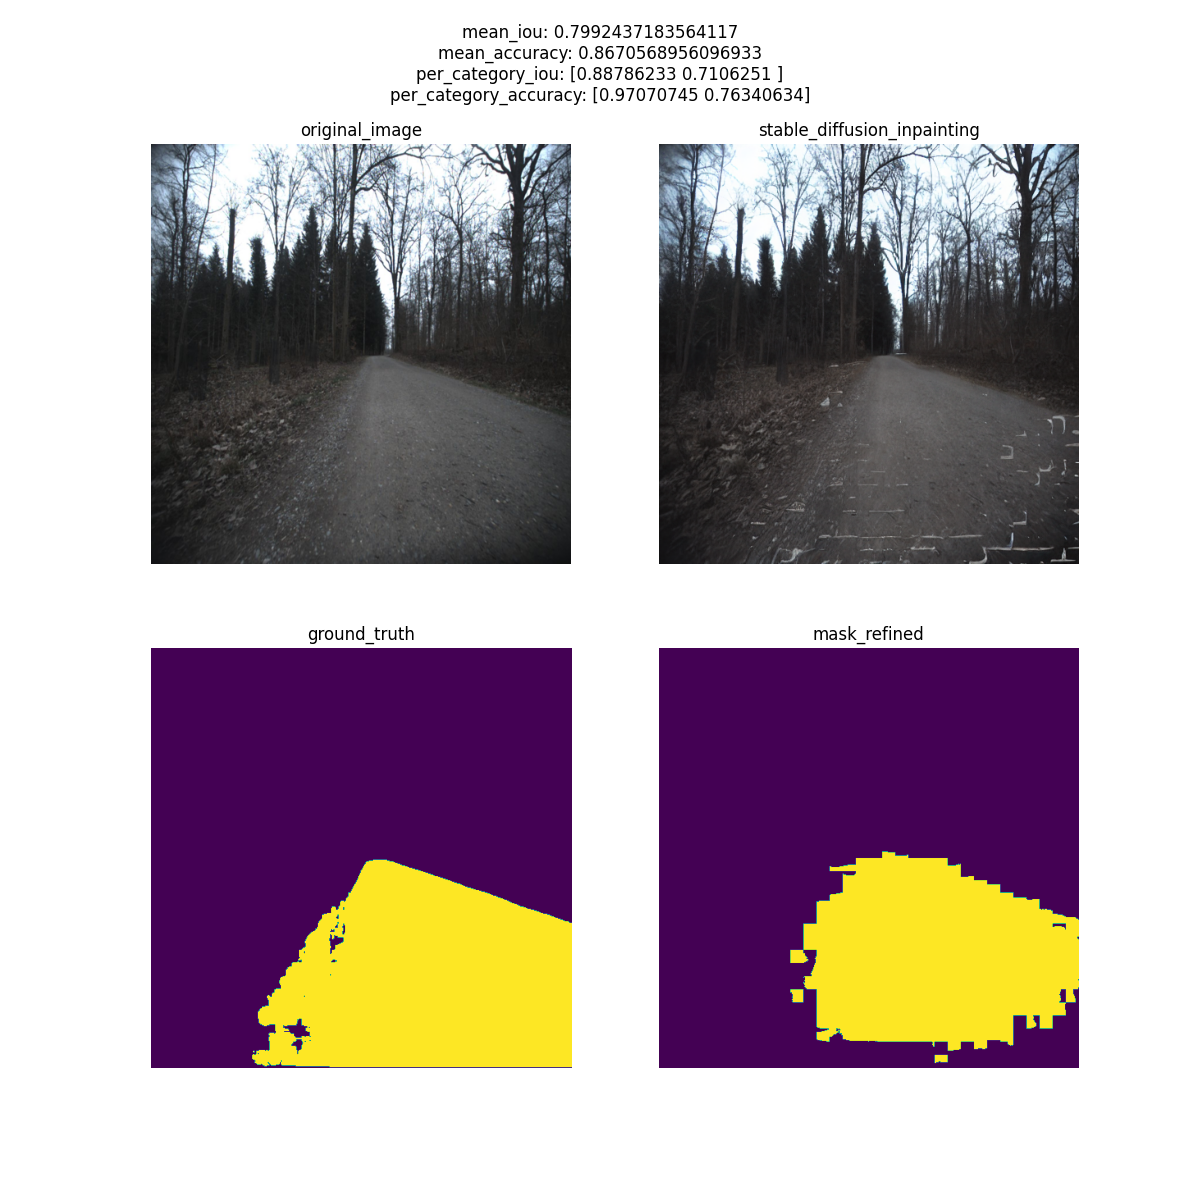 mean_iou: 0.7992437183564117
mean_accuracy: 0.8670568956096933
per_category_iou: [0.88786233 0.7106251 ]
per_category_accuracy: [0.97070745 0.76340634]
original_image
stable_diffusion_inpainting
ground_truth
mask_refined